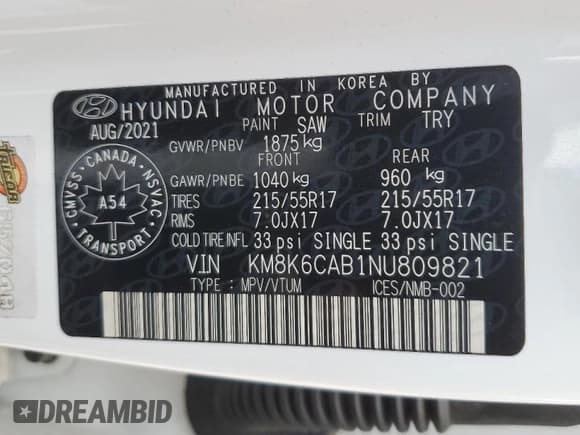 MANUFACTURED IN KOREA BY
HYUNDAI MOTOR COMPANY
AUG/2021 PAINT SAW TRIM TRY
GVWR/PNBV 1875 kg
FRONT REAR
GAWR/PNBE 1040 kg 960 kg
TIRES 215/55R17 215/55R17
RIMS 7.0JX17 7.0JX17
COLD TIRE INFL 33 psi SINGLE 33 psi SINGLE
VIN KM8K6CAB1NU809821
TYPE : MPV/VTUM ICES/NMB-002
CMVSS · CANADA · NSVAC
A54
TRANSPORT
DREAMBID